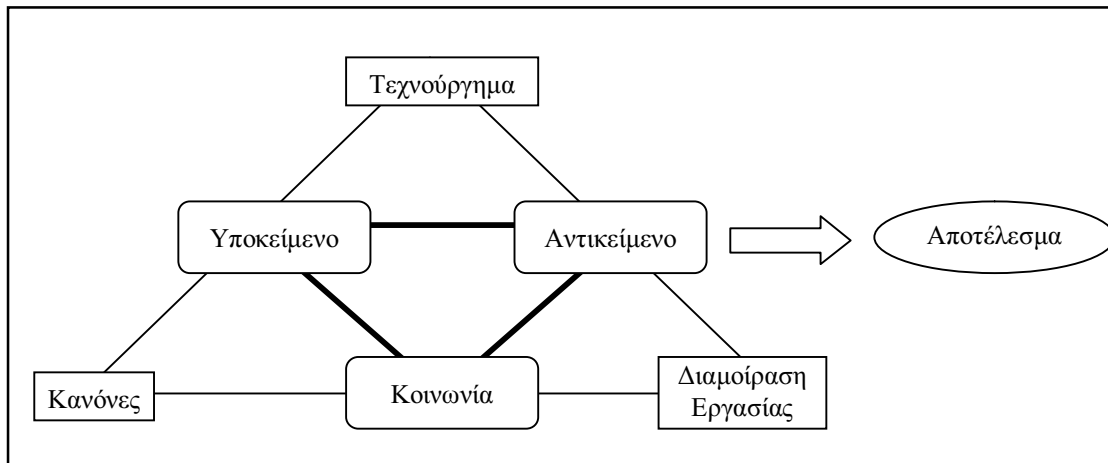 Τεχνούργημα
Υποκείμενο
Αντικείμενο
Αποτέλεσμα
Κανόνες
Κοινωνία
Διαμοίραση
Εργασίας